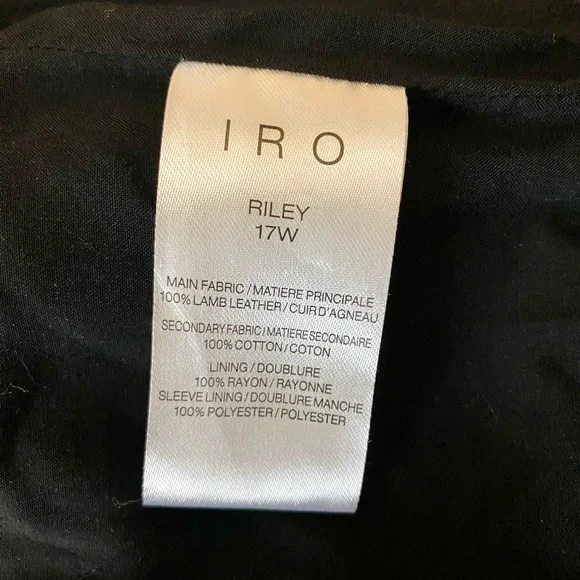 IRO
RILEY
17W
MAIN FABRIC / MATIERE PRINCIPALE
100% LAMB LEATHER / CUIR D'AGNEAU
SECONDARY FABRIC / MATIERE SECONDAIRE
100% COTTON / COTON
LINING / DOUBLURE
100% RAYON / RAYONNE
SLEEVE LINING / DOUBLURE MANCHE
100% POLYESTER / POLYESTER